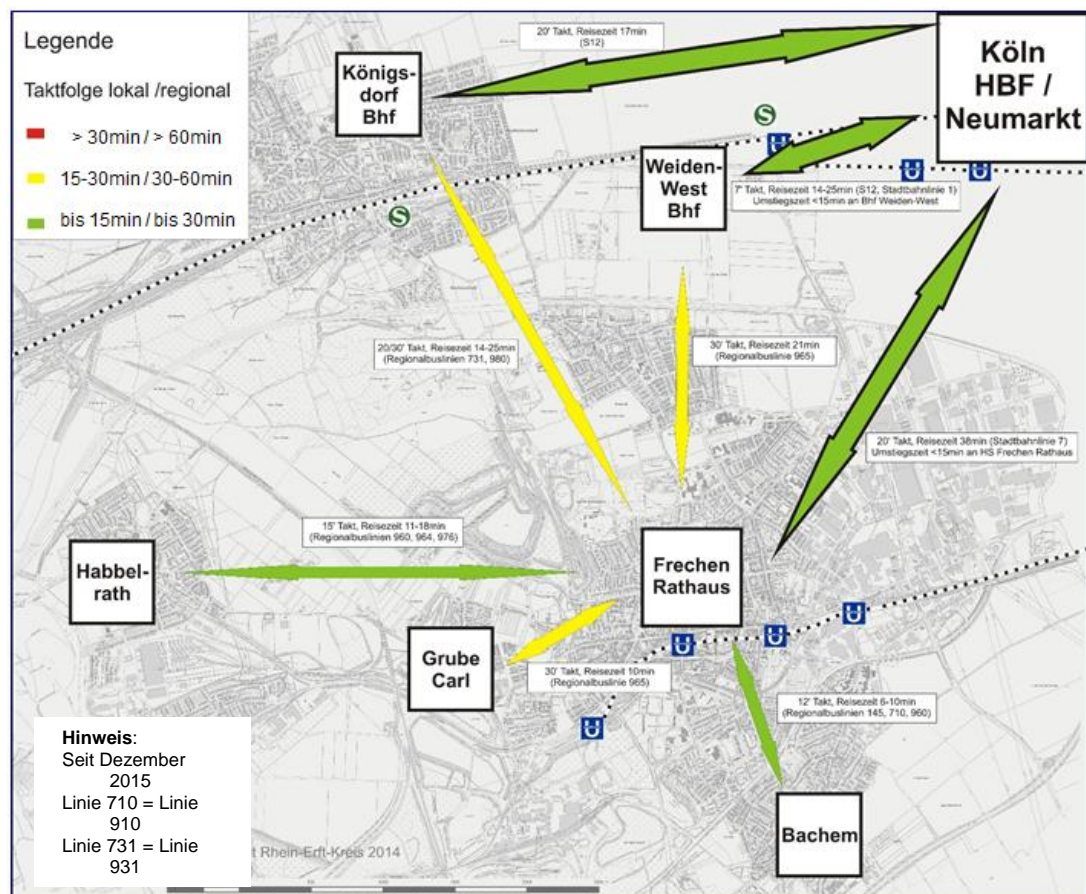 Legende
Taktfolge lokal /regional
> 30min / > 60min
15-30min / 30-60min
bis 15min / bis 30min
20' Takt, Reisezeit 17min
(S12)
Königs-
dorf
Bhf
Köln
HBF /
Neumarkt
S
U
Weiden-
West
Bhf
U
U
7' Takt, Reisezeit 14-25min (S12, Stadtbahnlinie 1)
Umstiegszeit <15min an Bhf Weiden-West
S
20/30' Takt, Reisezeit 14-25min
(Regionalbuslinien 731, 980)
30' Takt, Reisezeit 21min
(Regionalbuslinie 965)
20' Takt, Reisezeit 38min (Stadtbahnlinie 7)
Umstiegszeit <15min an HS Frechen Rathaus
15' Takt, Reisezeit 11-18min
(Regionalbuslinien 960, 964, 976)
Habbel-
rath
Frechen
Rathaus
U
U
U
Grube
Carl
30' Takt, Reisezeit 10min
(Regionalbuslinie 965)
12' Takt, Reisezeit 6-10min
(Regionalbuslinien 145, 710, 960)
U
Hinweis:
Seit Dezember
2015
Linie 710 = Linie
910
Linie 731 = Linie
931
Bachem
t Rhein-Erft-Kreis 2014